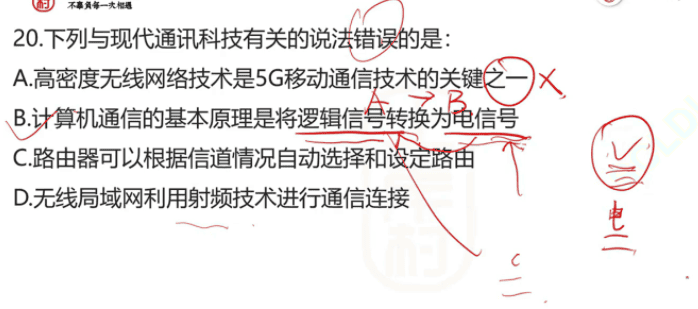 不辜负每一次相遇
20.下列与现代通讯科技有关的说法错误的是：
A.高密度无线网络技术是5G移动通信技术的关键之一
A → B
B.计算机通信的基本原理是将逻辑信号转换为电信号
C.路由器可以根据信道情况自动选择和设定路由
D.无线局域网利用射频技术进行通信连接
电